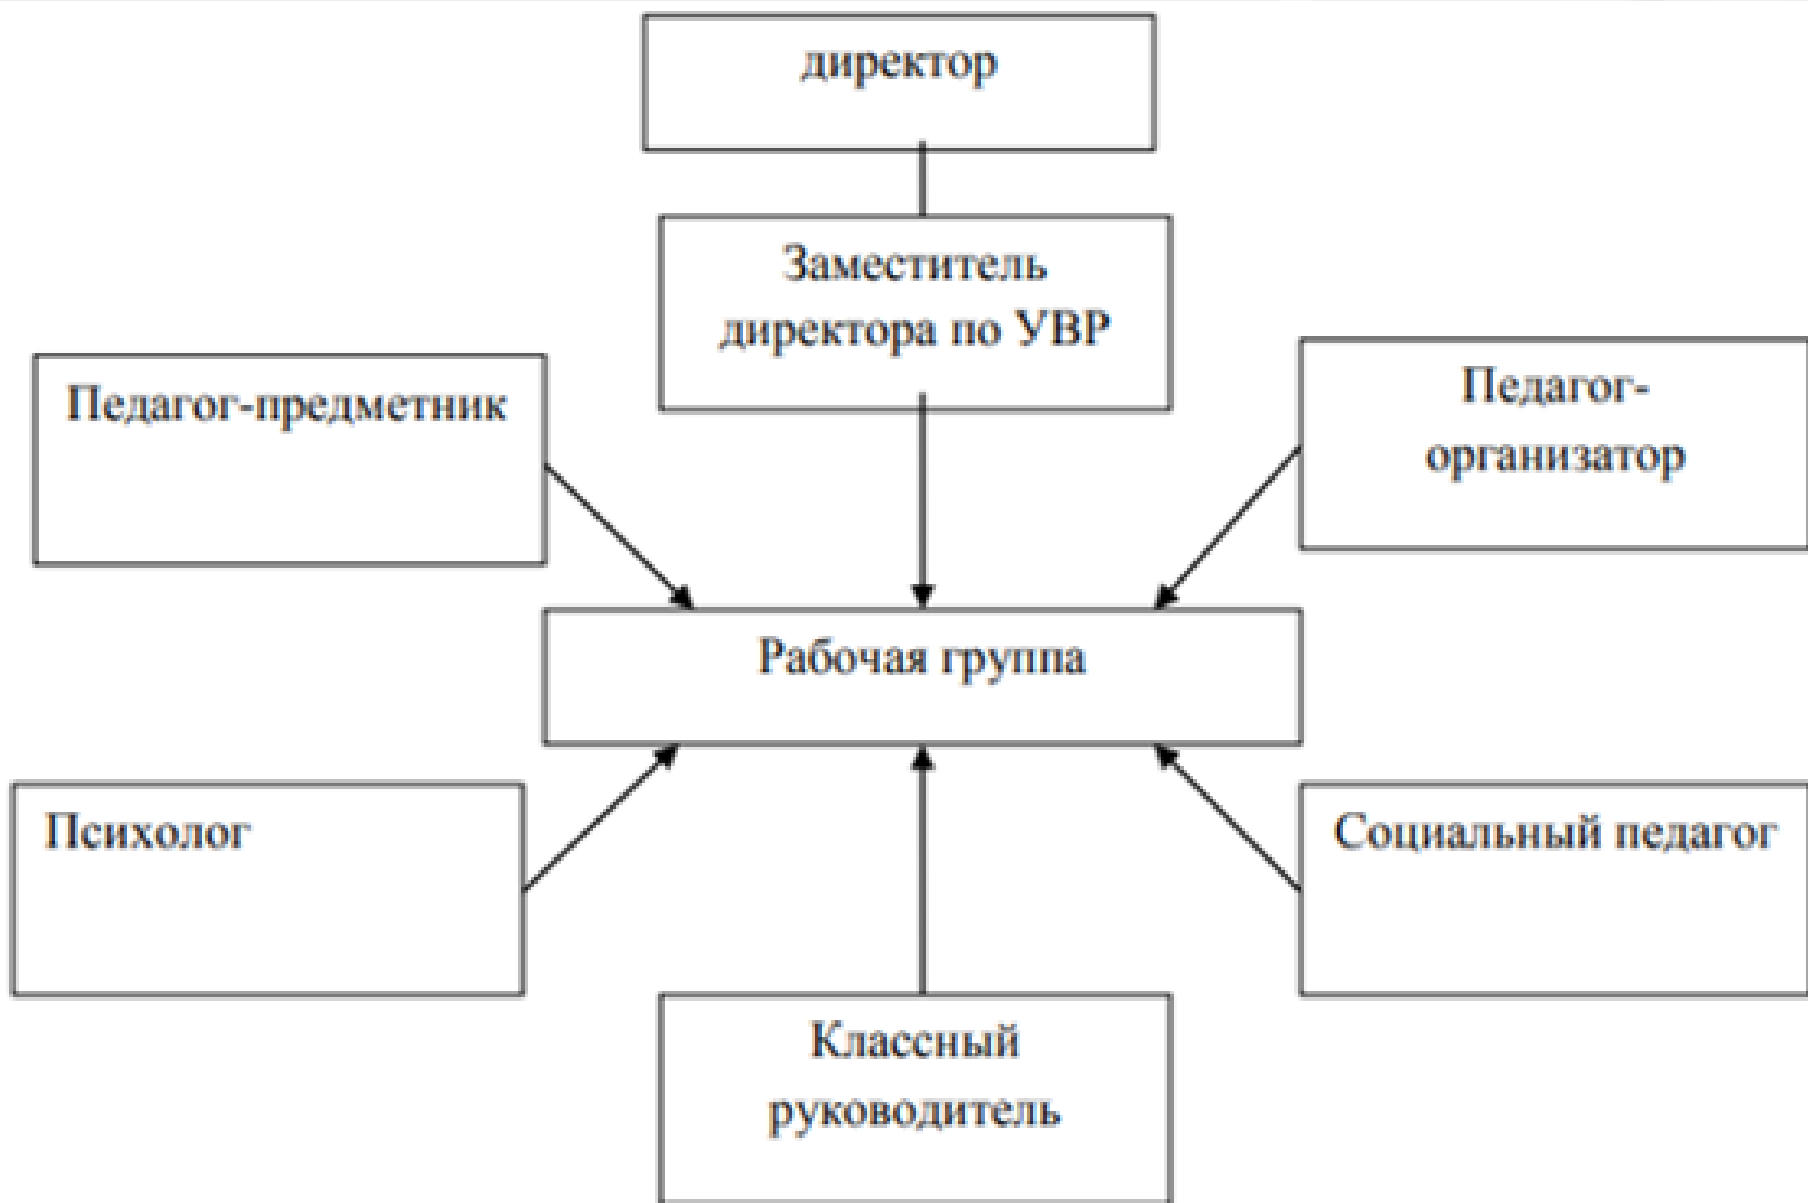 директор
Заместитель
директора по УВР
Педагог-предметник
Педагог-
организатор
Рабочая группа
Психолог
Социальный педагог
Классный
руководитель